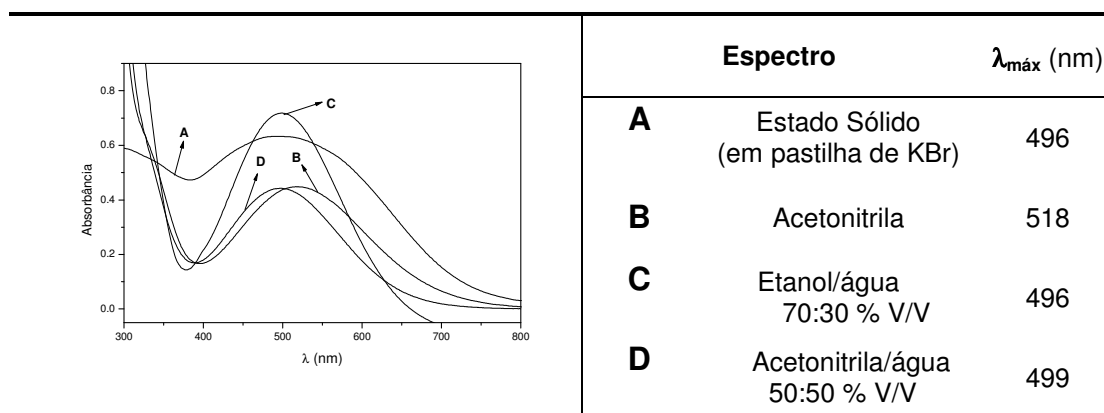 Absorbância
0.8
0.6
0.4
0.2
0.0
300
400
500
600
700
800
λ (nm)
A
B
C
D
Espectro λmáx (nm)
A Estado Sólido
(em pastilha de KBr) 496
B Acetonitrila 518
C Etanol/água
70:30 % V/V 496
D Acetonitrila/água
50:50 % V/V 499